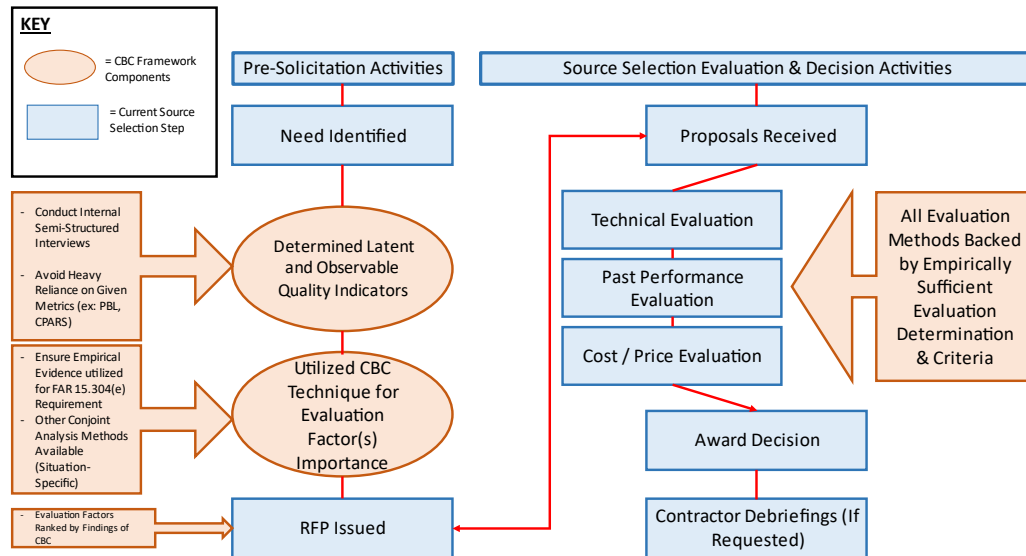 KEY
= CBC Framework
Components
= Current Source
Selection Step
Pre-Solicitation Activities
Need Identified
- Conduct Internal
Semi-Structured
Interviews
- Avoid Heavy
Reliance on Given
Metrics (ex: PBL,
CPARS)
Determined Latent
and Observable
Quality Indicators
- Ensure Empirical
Evidence utilized
for FAR 15.304(e)
Requirement
- Other Conjoint
Analysis Methods
Available
(Situation-
Specific)
Utilized CBC
Technique for
Evaluation
Factor(s)
Importance
- Evaluation Factors
Ranked by Findings of
CBC
RFP Issued
Source Selection Evaluation & Decision Activities
Proposals Received
Technical Evaluation
Past Performance
Evaluation
Cost / Price Evaluation
All Evaluation
Methods Backed
by Empirically
Sufficient
Evaluation
Determination
& Criteria
Award Decision
Contractor Debriefings (If
Requested)